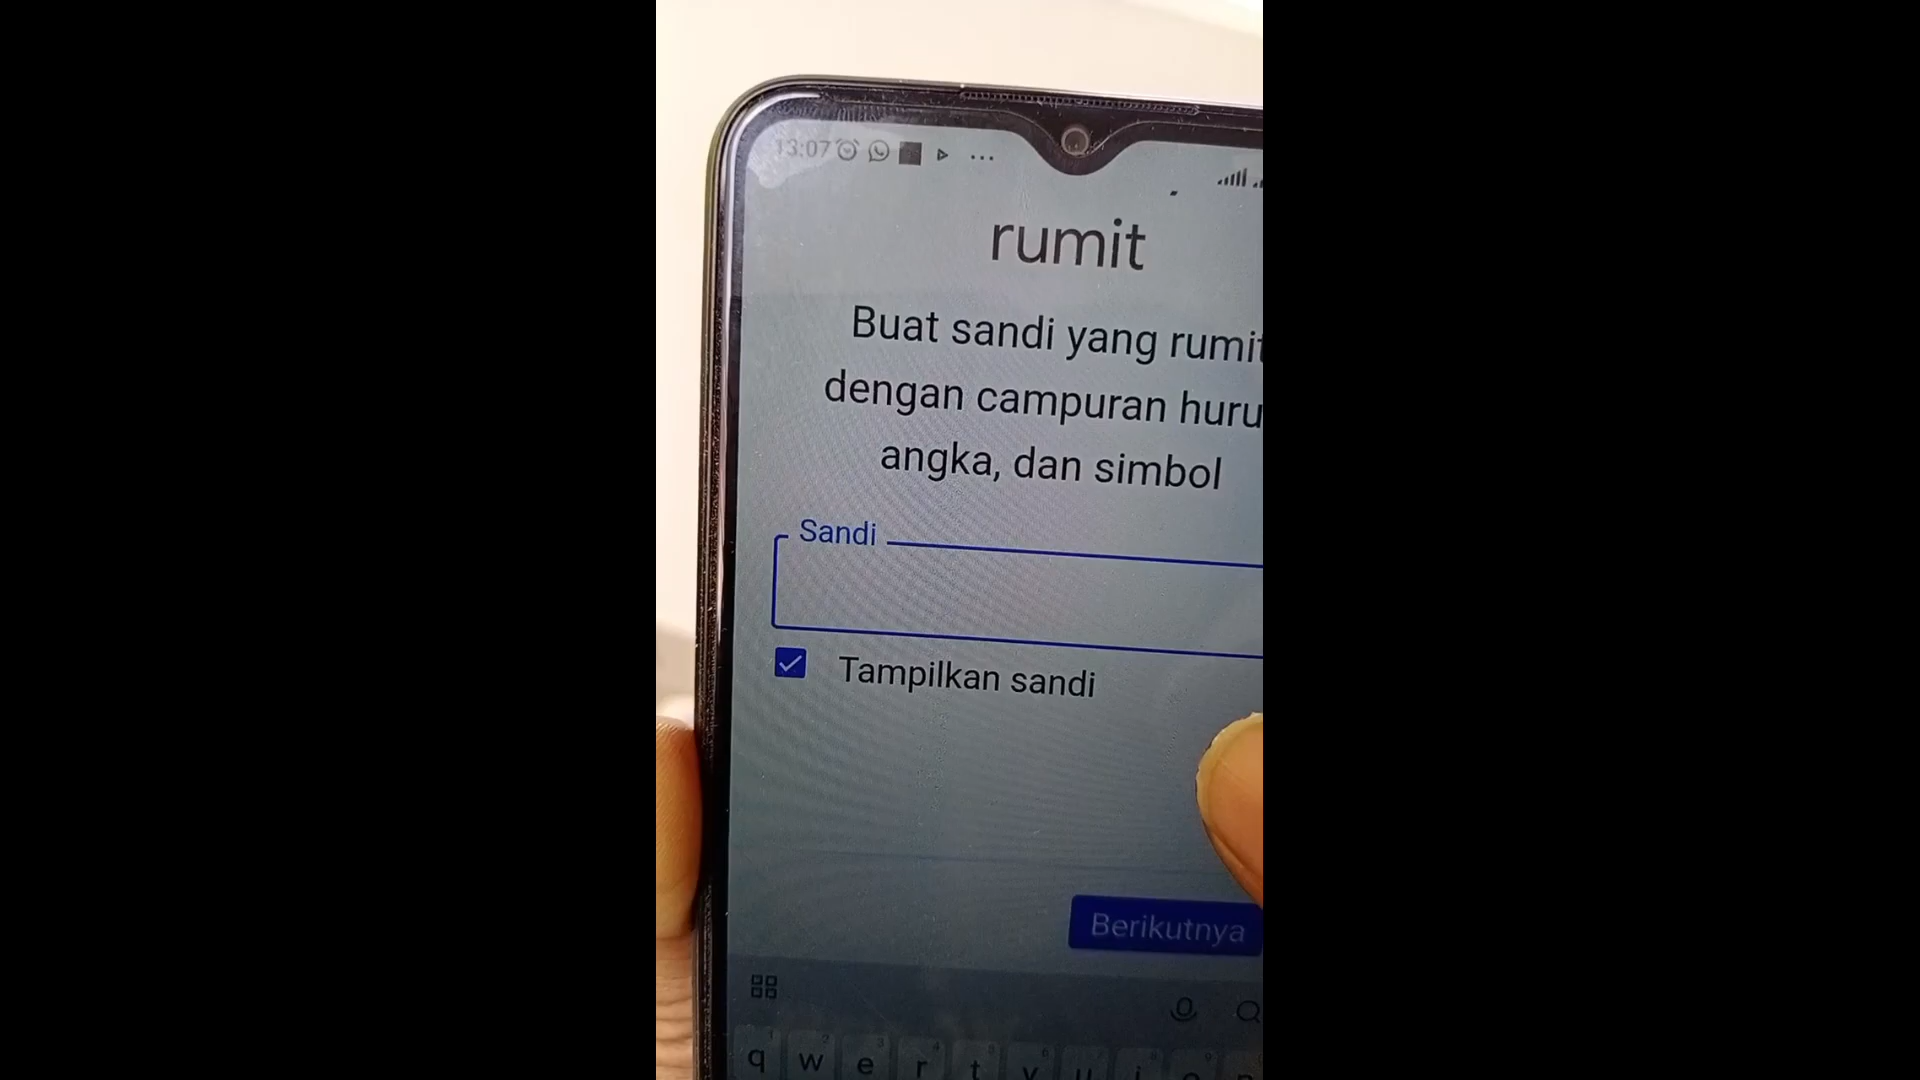 13:07
rumit
Buat sandi yang rumit
dengan campuran huru
angka, dan simbol
Sandi
Tampilkan sandi
Berikutnya
q w e r t y u i o p